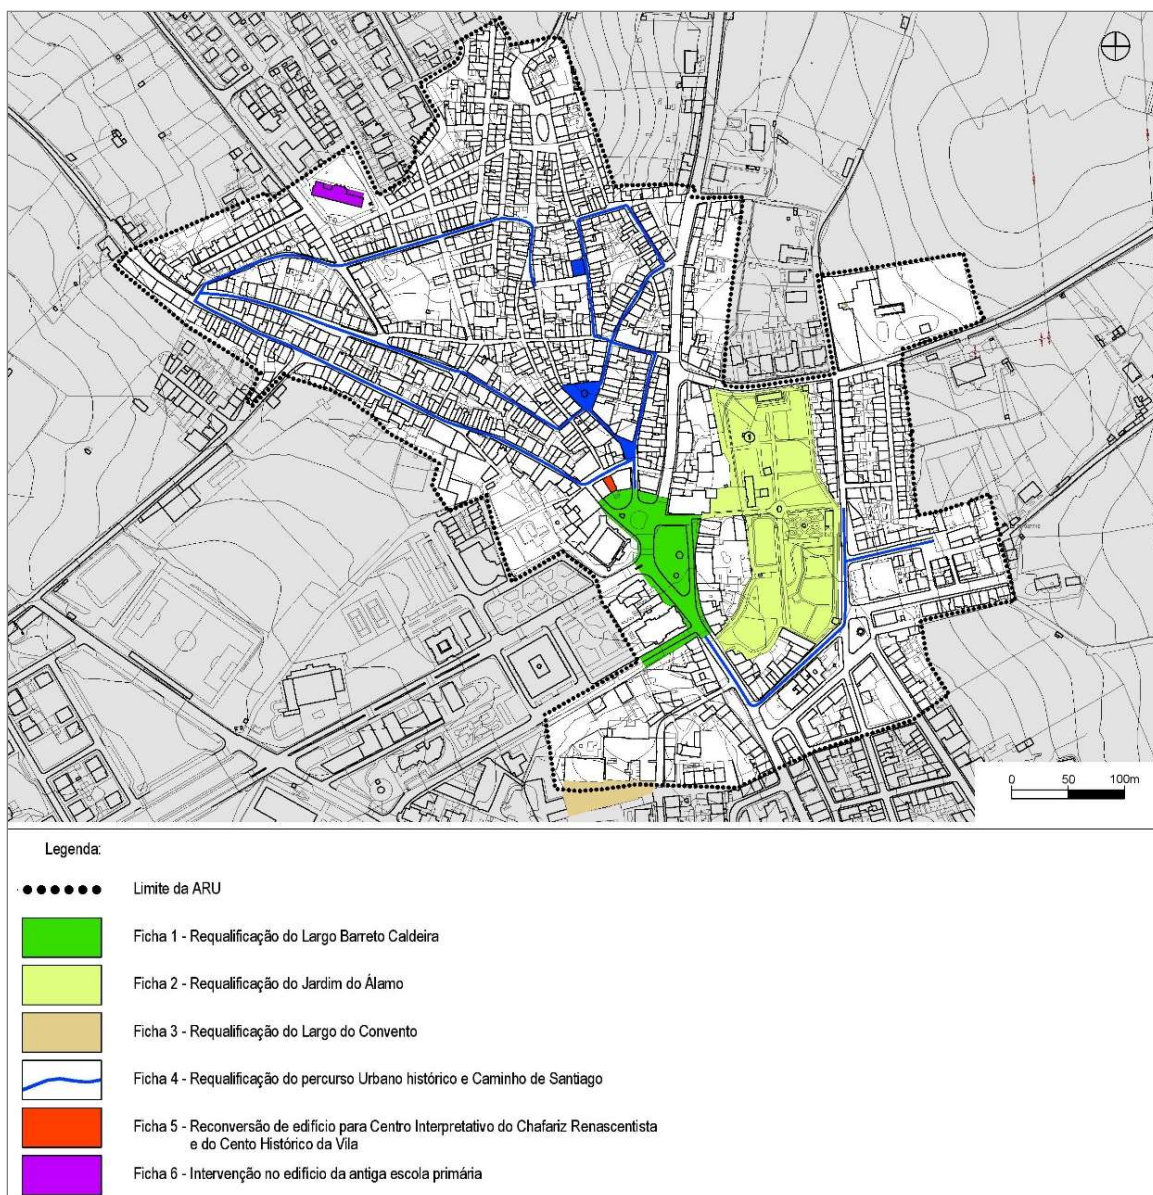 0 50 100m
Legenda:
Limite da ARU
Ficha 1 - Requalificação do Largo Barreto Caldeira
Ficha 2 - Requalificação do Jardim do Álamo
Ficha 3 - Requalificação do Largo do Convento
Ficha 4 - Requalificação do percurso Urbano histórico e Caminho de Santiago
Ficha 5 - Reconversão de edifício para Centro Interpretativo do Chafariz Renascentista
e do Cento Histórico da Vila
Ficha 6 - Intervenção no edifício da antiga escola primária